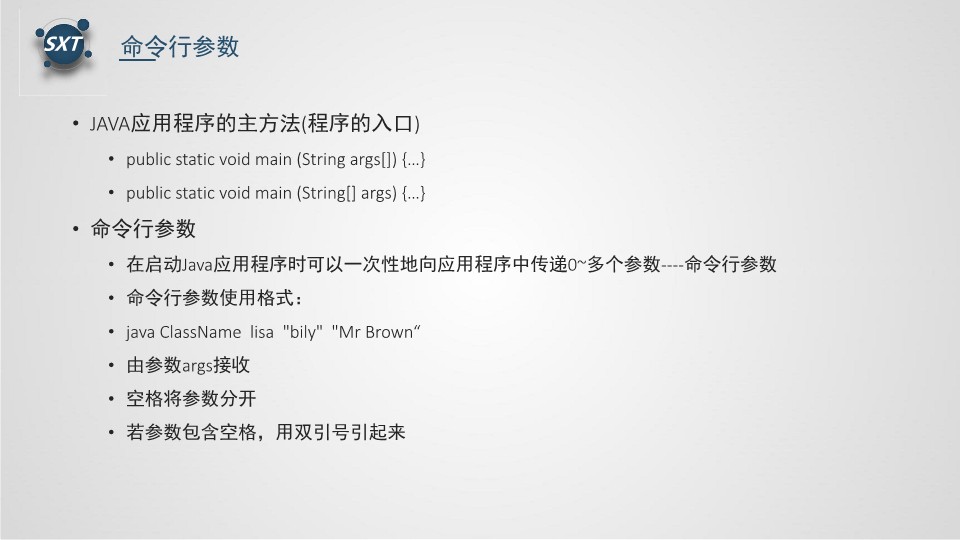 SXT
命令行参数
• JAVA应用程序的主方法(程序的入口)
• public static void main (String args[]) {…}
• public static void main (String[] args) {…}
• 命令行参数
• 在启动Java应用程序时可以一次性地向应用程序中传递0~多个参数----命令行参数
• 命令行参数使用格式：
• java ClassName  lisa  "bily"  "Mr Brown“
• 由参数args接收
• 空格将参数分开
• 若参数包含空格，用双引号引起来